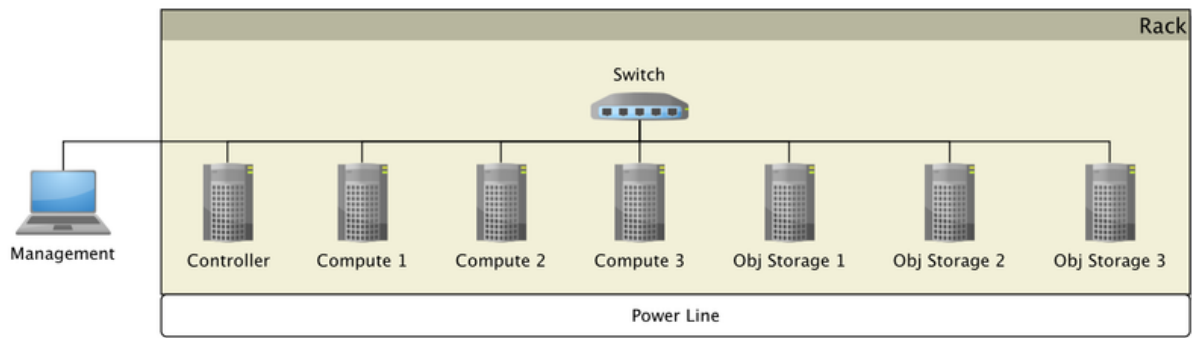 Rack
Switch
Management
Controller
Compute 1
Compute 2
Compute 3
Obj Storage 1
Obj Storage 2
Obj Storage 3
Power Line